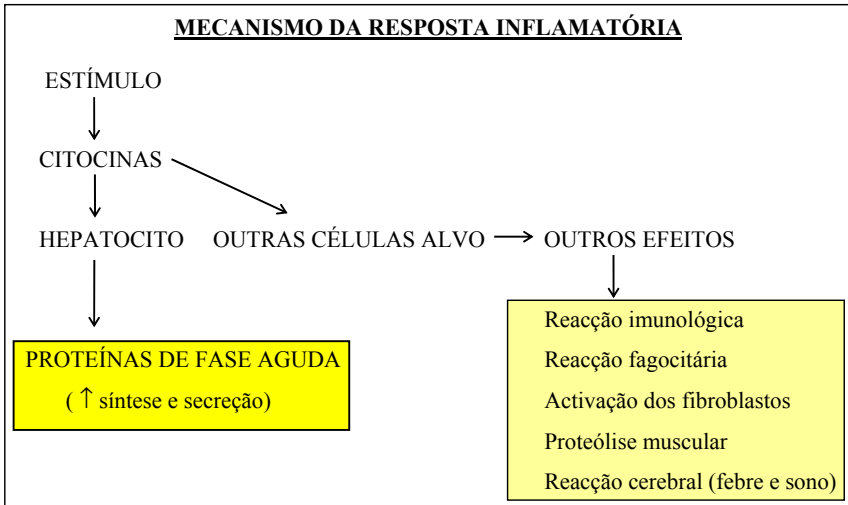 MECANISMO DA RESPOSTA INFLAMATÓRIA
ESTÍMULO
CITOCINAS
HEPATOCITO OUTRAS CÉLULAS ALVO OUTROS EFEITOS
PROTEÍNAS DE FASE AGUDA
( ↑ síntese e secreção)
Reacção imunológica
Reacção fagocitária
Activação dos fibroblastos
Proteólise muscular
Reacção cerebral (febre e sono)